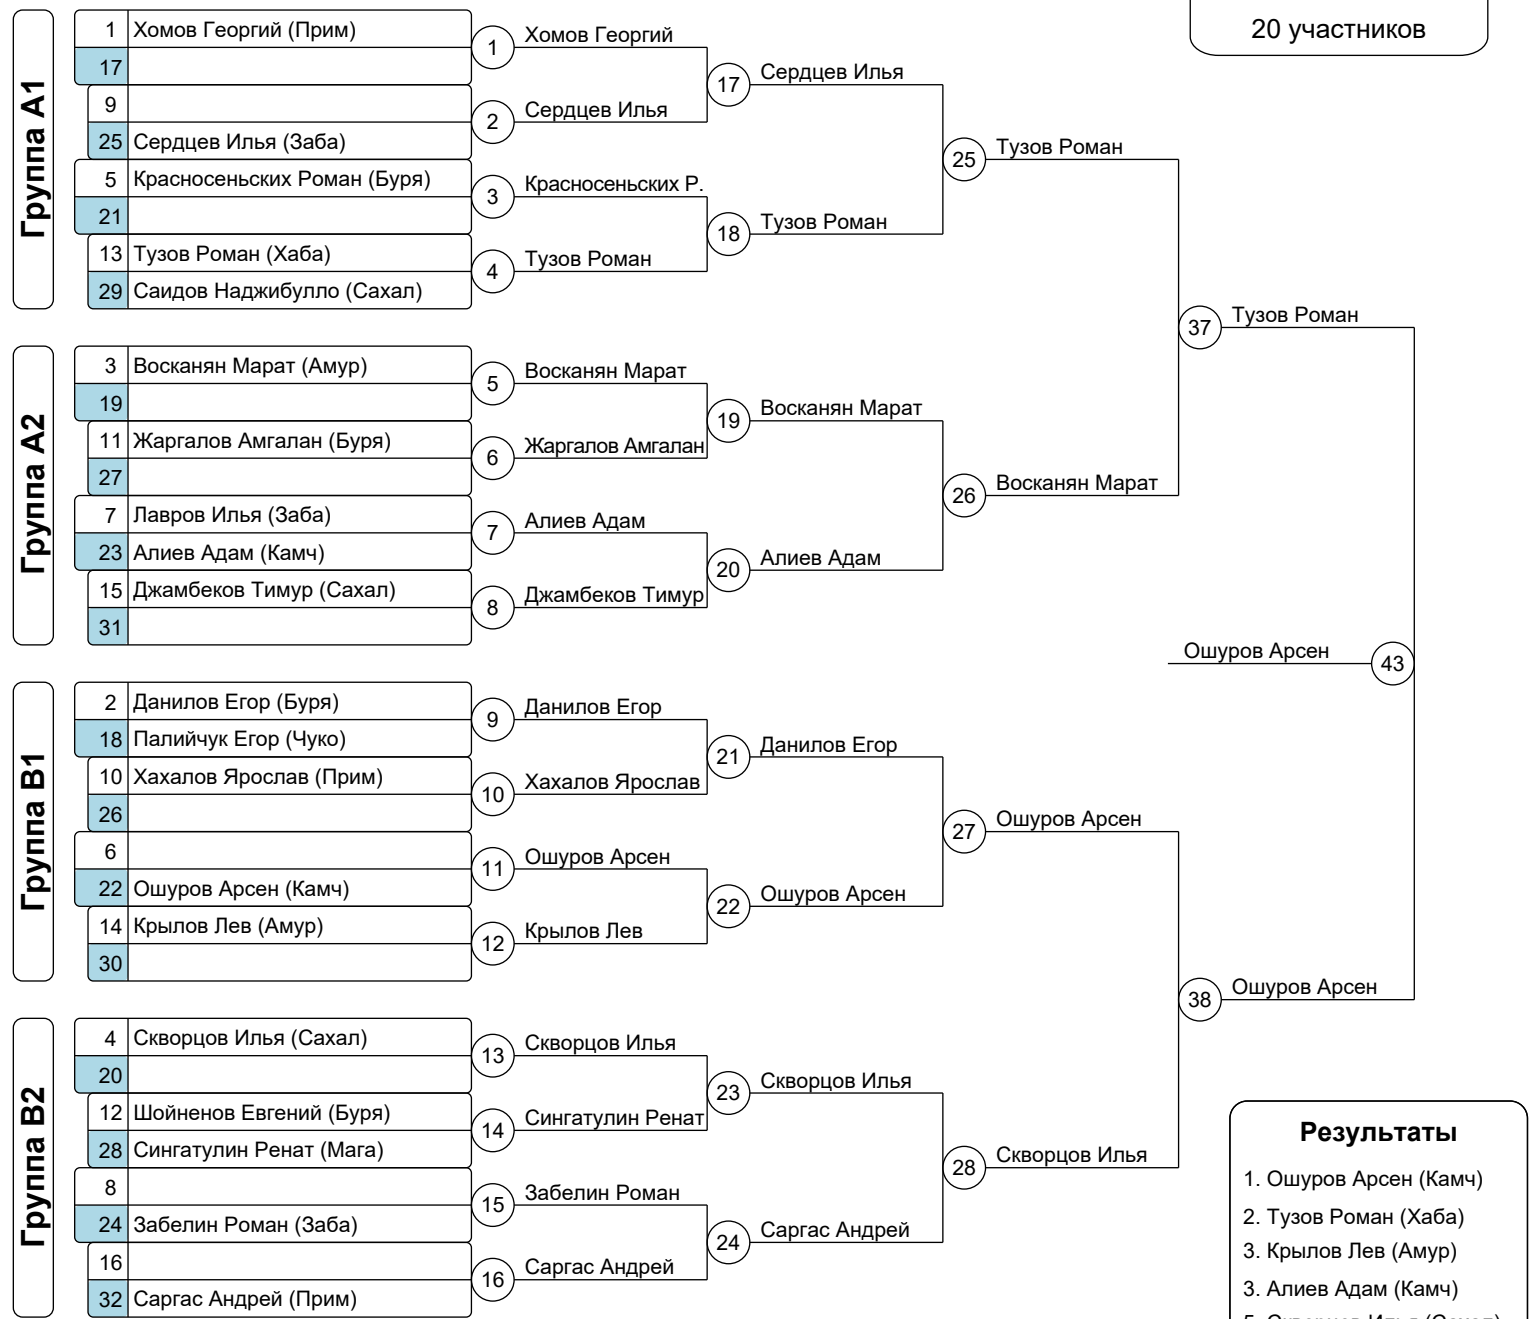 20 участников
Группа A1
1 Хомов Георгий (Прим)
17
9
25 Сердцев Илья (Заба)
5 Красносеньских Роман (Буря)
21
13 Тузов Роман (Хаба)
29 Саидов Наджибулло (Сахал)
1 Хомов Георгий
2 Сердцев Илья
3 Красносеньских Р.
4 Тузов Роман
17 Сердцев Илья
18 Тузов Роман
25 Тузов Роман
Группа A2
3 Восканян Марат (Амур)
19
11 Жаргалов Амгалан (Буря)
27
7 Лавров Илья (Заба)
23 Алиев Адам (Камч)
15 Джамбеков Тимур (Сахал)
31
5 Восканян Марат
6 Жаргалов Амгалан
7 Алиев Адам
8 Джамбеков Тимур
19 Восканян Марат
20 Алиев Адам
26 Восканян Марат
37 Тузов Роман
Группа B1
2 Данилов Егор (Буря)
18 Палийчук Егор (Чуко)
10 Хахалов Ярослав (Прим)
26
6
22 Ошуров Арсен (Камч)
14 Крылов Лев (Амур)
30
9 Данилов Егор
10 Хахалов Ярослав
11 Ошуров Арсен
12 Крылов Лев
21 Данилов Егор
22 Ошуров Арсен
27 Ошуров Арсен
Группа B2
4 Скворцов Илья (Сахал)
20
12 Шойненов Евгений (Буря)
28 Сингатулин Ренат (Мага)
8
24 Забелин Роман (Заба)
16
32 Саргас Андрей (Прим)
13 Скворцов Илья
14 Сингатулин Ренат
15 Забелин Роман
16 Саргас Андрей
23 Скворцов Илья
24 Саргас Андрей
28 Скворцов Илья
38 Ошуров Арсен
Ошуров Арсен 43
Результаты
1. Ошуров Арсен (Камч)
2. Тузов Роман (Хаба)
3. Крылов Лев (Амур)
3. Алиев Адам (Камч)